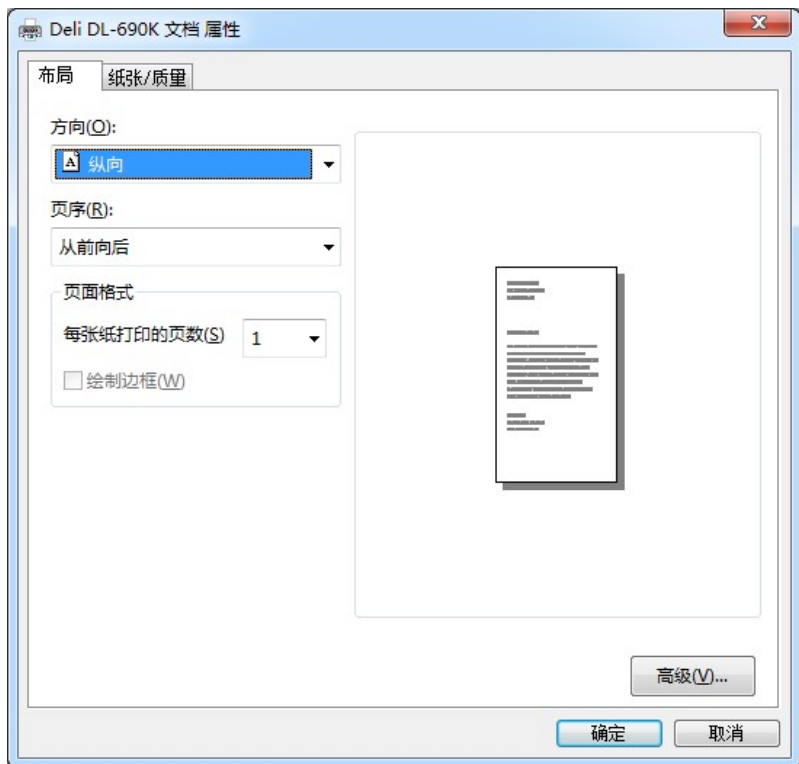 Deli DL-690K 文档 属性
布局
纸张/质量
方向(O):
纵向
页序(R):
从前向后
页面格式
每张纸打印的页数(S) 1
绘制边框(W)
高级(V)...
确定
取消